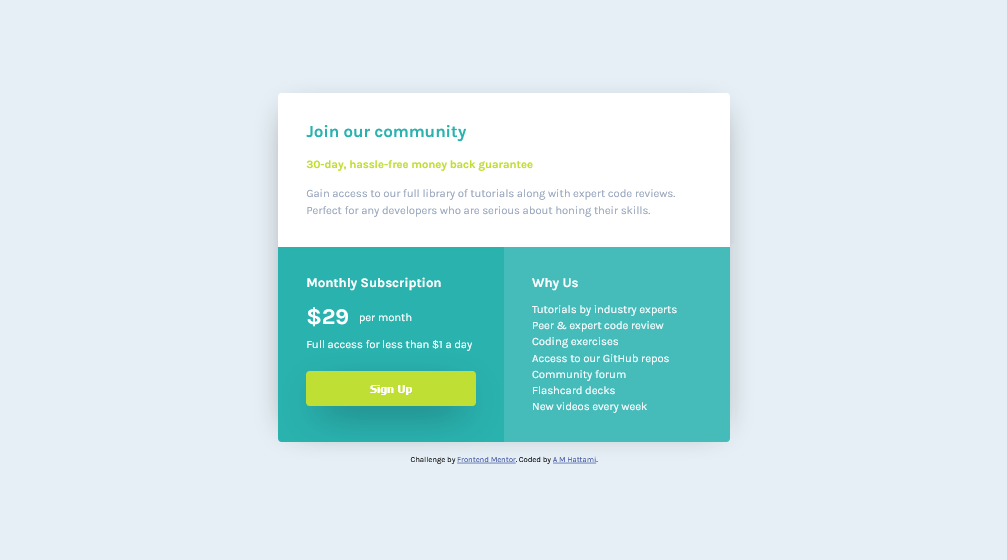 Join our community
30-day, hassle-free money back guarantee
Gain access to our full library of tutorials along with expert code reviews.
Perfect for any developers who are serious about honing their skills.
Monthly Subscription
$29 per month
Full access for less than $1 a day
Sign Up
Why Us
Tutorials by industry experts
Peer & expert code review
Coding exercises
Access to our GitHub repos
Community forum
Flashcard decks
New videos every week
Challenge by Frontend Mentor. Coded by A.M Hattami.